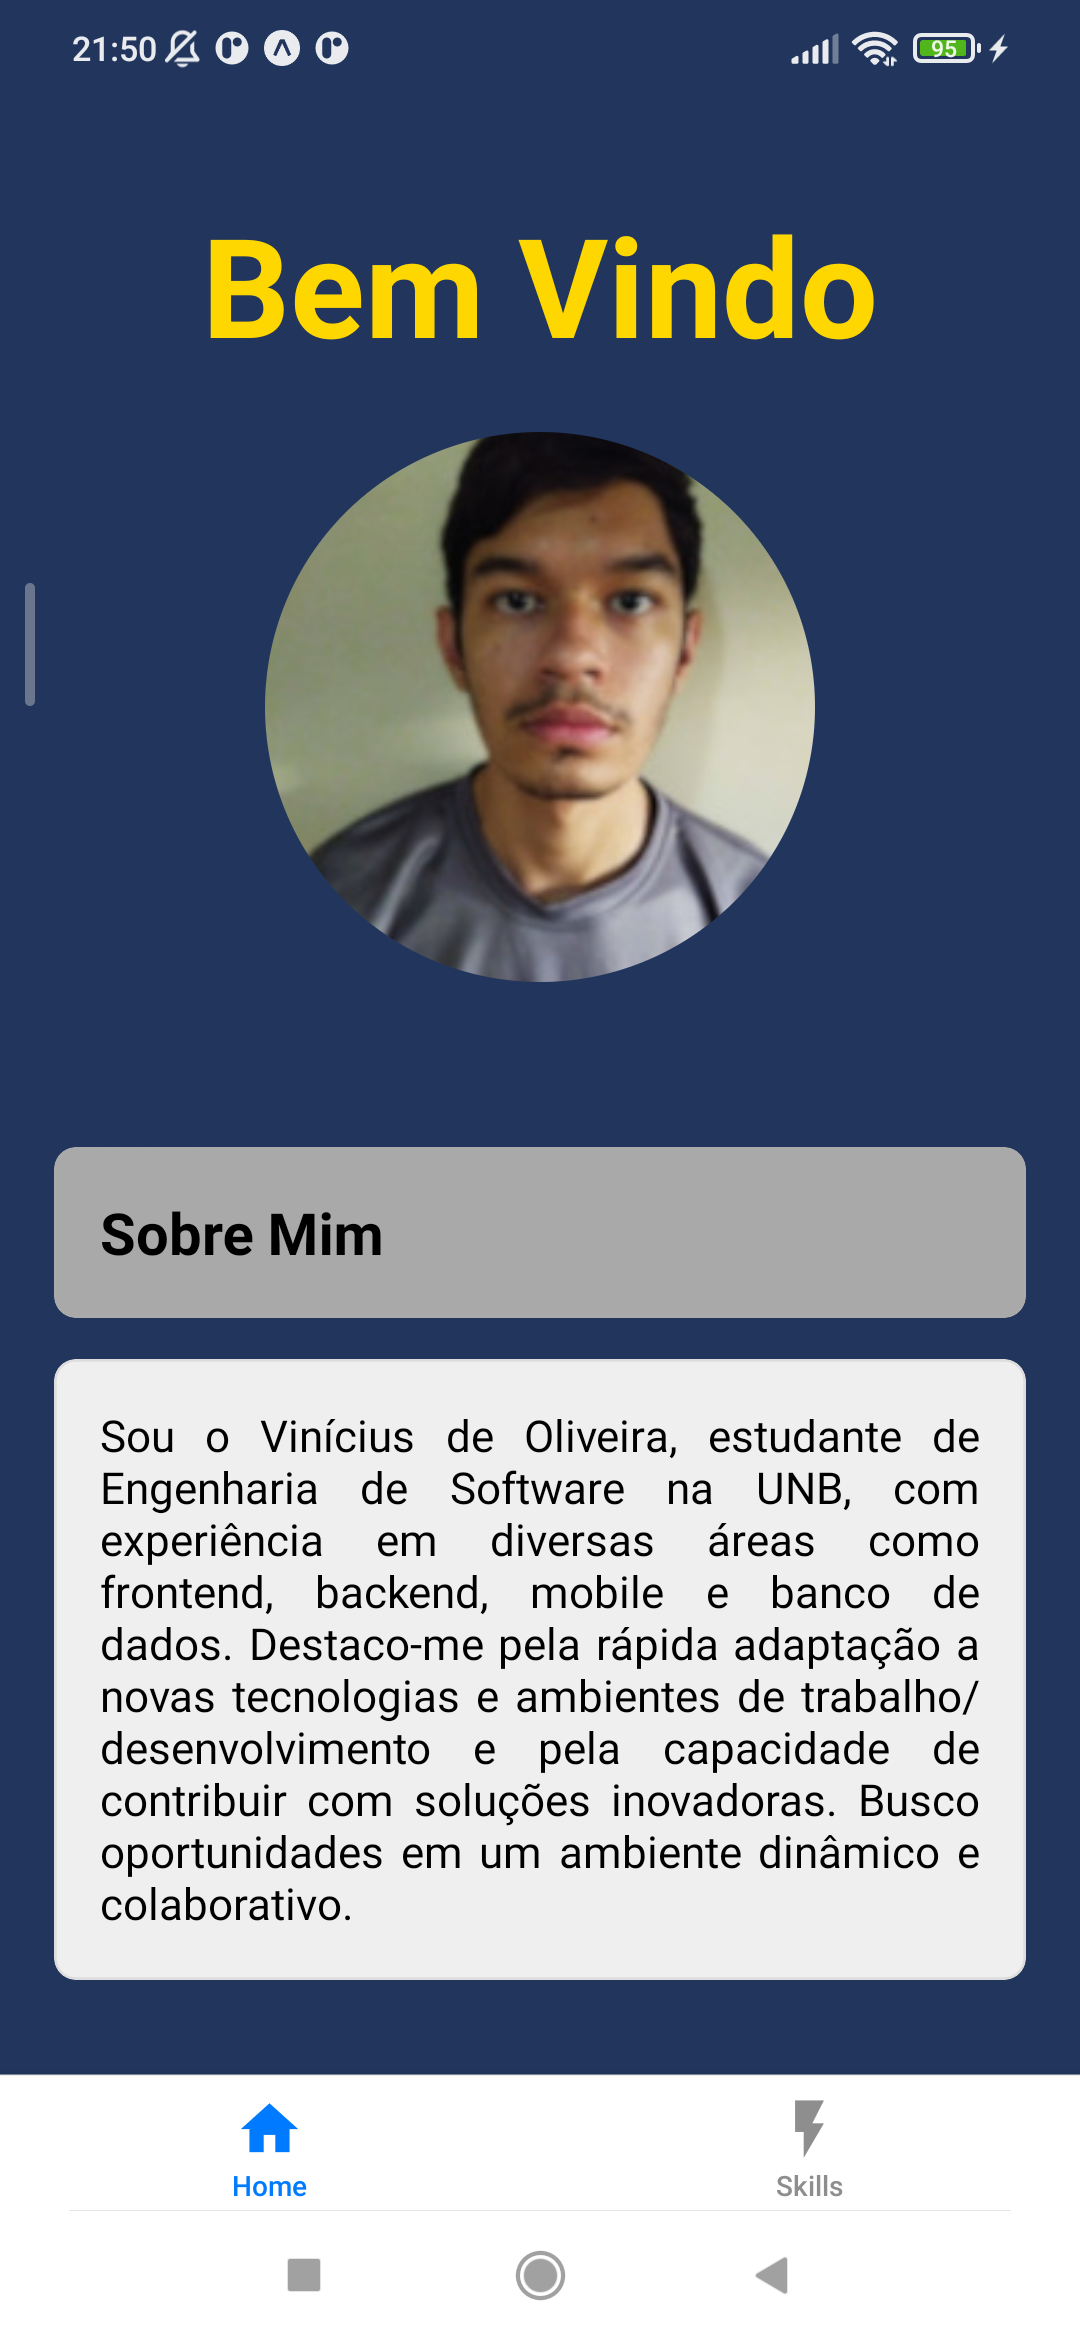 21:50
95
Bem Vindo
Sobre Mim
Sou o Vinícius de Oliveira, estudante de
Engenharia de Software na UNB, com
experiência em diversas áreas como
frontend, backend, mobile e banco de
dados. Destaco-me pela rápida adaptação a
novas tecnologias e ambientes de trabalho/
desenvolvimento e pela capacidade de
contribuir com soluções inovadoras. Busco
oportunidades em um ambiente dinâmico e
colaborativo.
Home
Skills